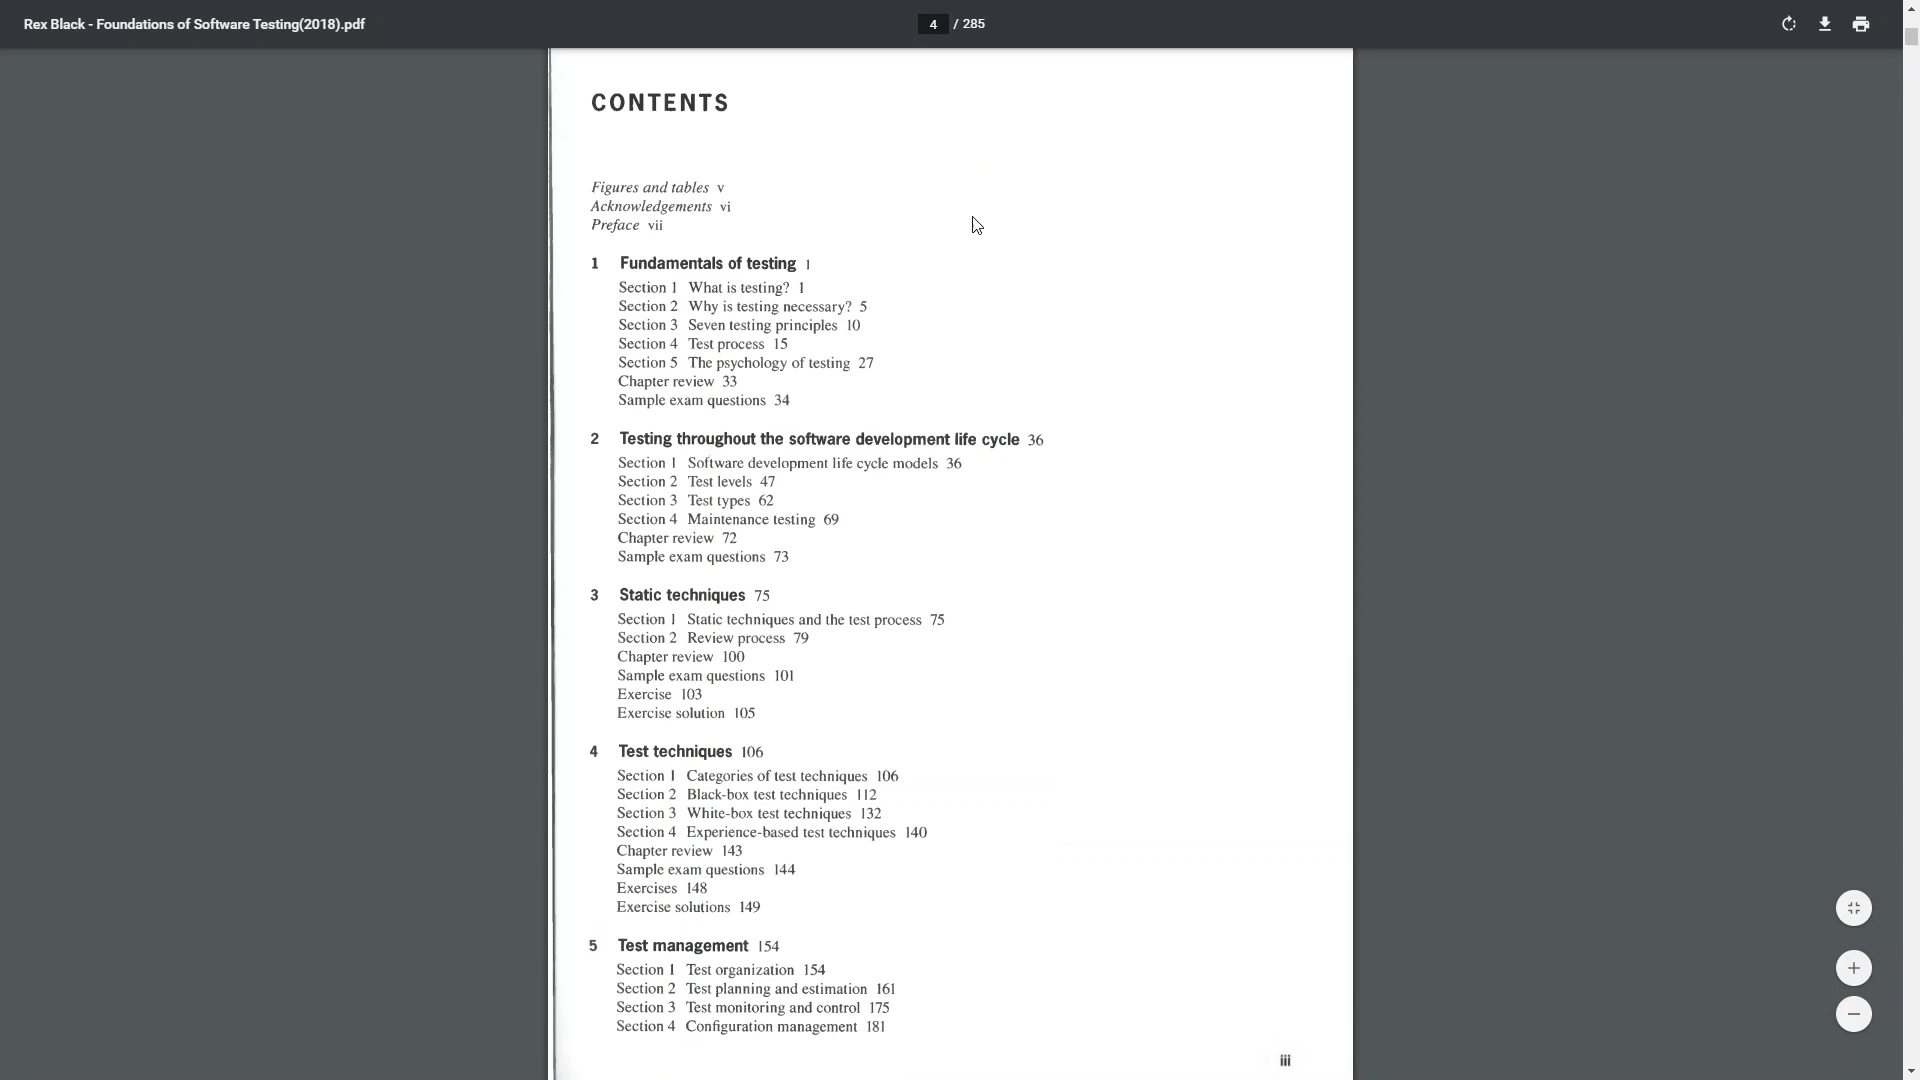 Rex Black - Foundations of Software Testing(2018).pdf
4 / 285
CONTENTS
Figures and tables v
Acknowledgements vi
Preface vii
1 Fundamentals of testing 1
Section 1 What is testing? 1
Section 2 Why is testing necessary? 5
Section 3 Seven testing principles 10
Section 4 Test process 15
Section 5 The psychology of testing 27
Chapter review 33
Sample exam questions 34
2 Testing throughout the software development life cycle 36
Section 1 Software development life cycle models 36
Section 2 Test levels 47
Section 3 Test types 62
Section 4 Maintenance testing 69
Chapter review 72
Sample exam questions 73
3 Static techniques 75
Section 1 Static techniques and the test process 75
Section 2 Review process 79
Chapter review 100
Sample exam questions 101
Exercise 103
Exercise solution 105
4 Test techniques 106
Section 1 Categories of test techniques 106
Section 2 Black-box test techniques 112
Section 3 White-box test techniques 132
Section 4 Experience-based test techniques 140
Chapter review 143
Sample exam questions 144
Exercises 148
Exercise solutions 149
5 Test management 154
Section 1 Test organization 154
Section 2 Test planning and estimation 161
Section 3 Test monitoring and control 175
Section 4 Configuration management 181
iii